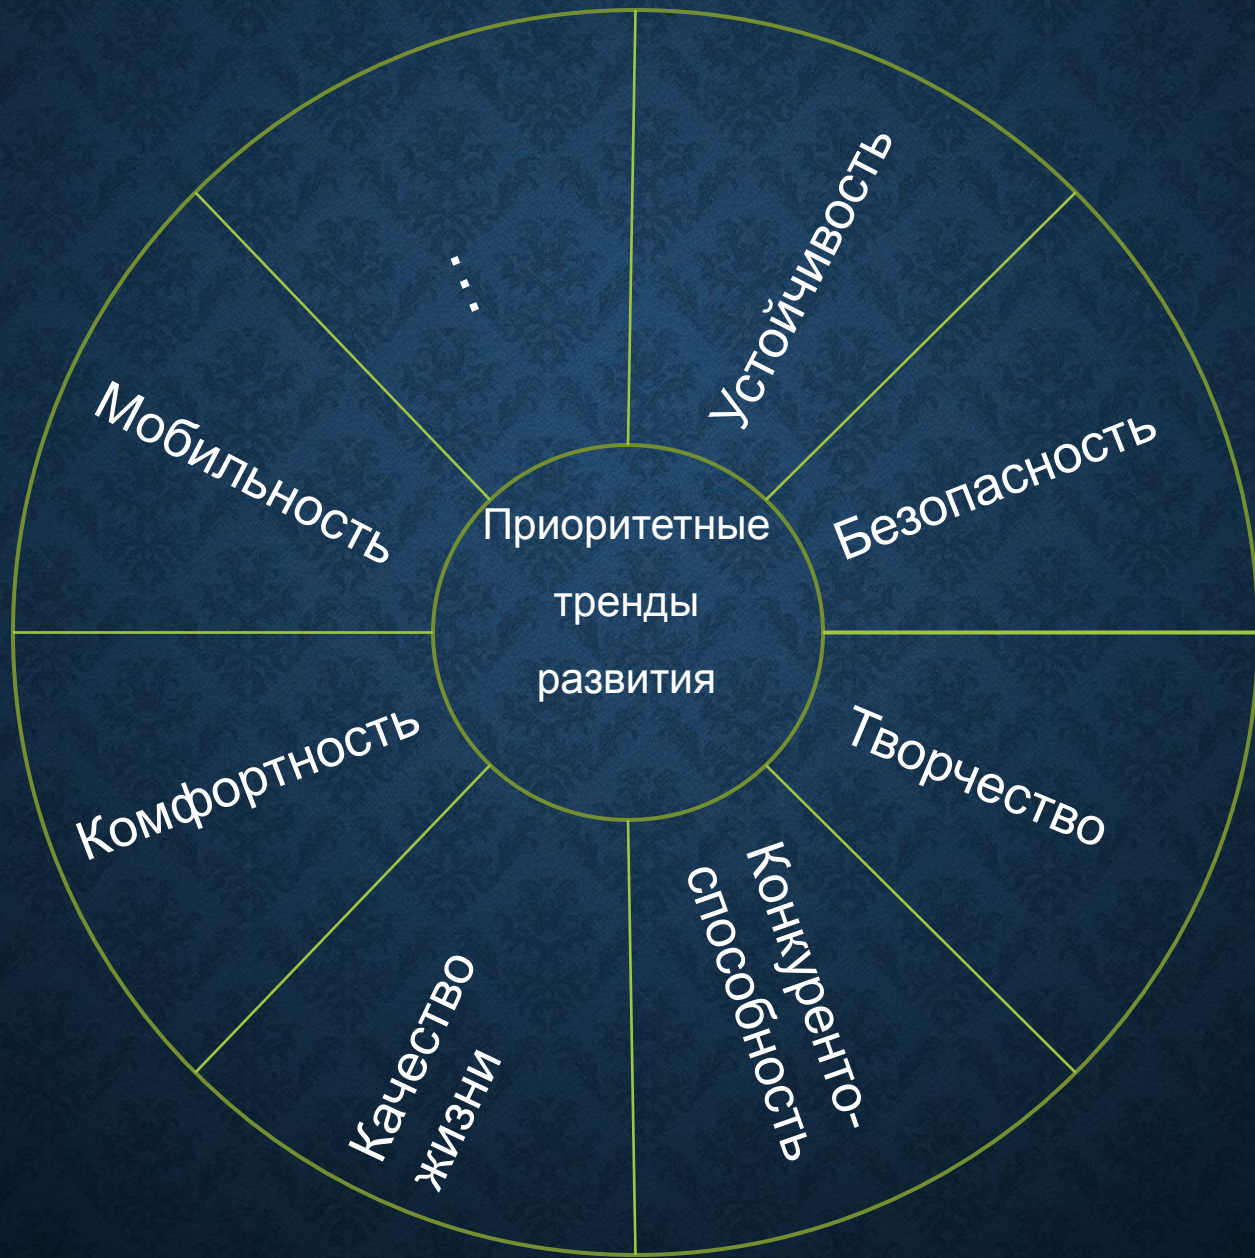 Приоритетные
тренды
развития
Устойчивость
Безопасность
Творчество
Конкуренто-
способность
Качество
жизни
Комфортность
Мобильность
...